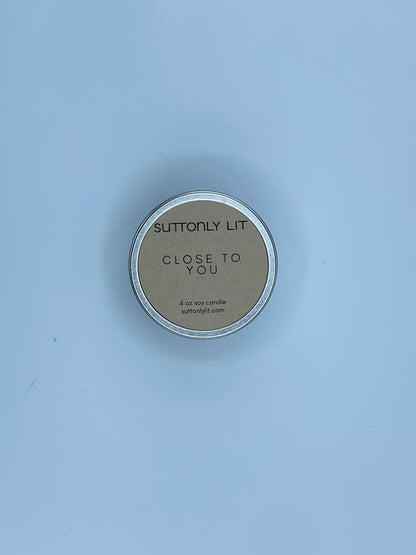 SUTTONLY LIT
CLOSE TO
YOU
4 oz soy candle
suttonlylit.com